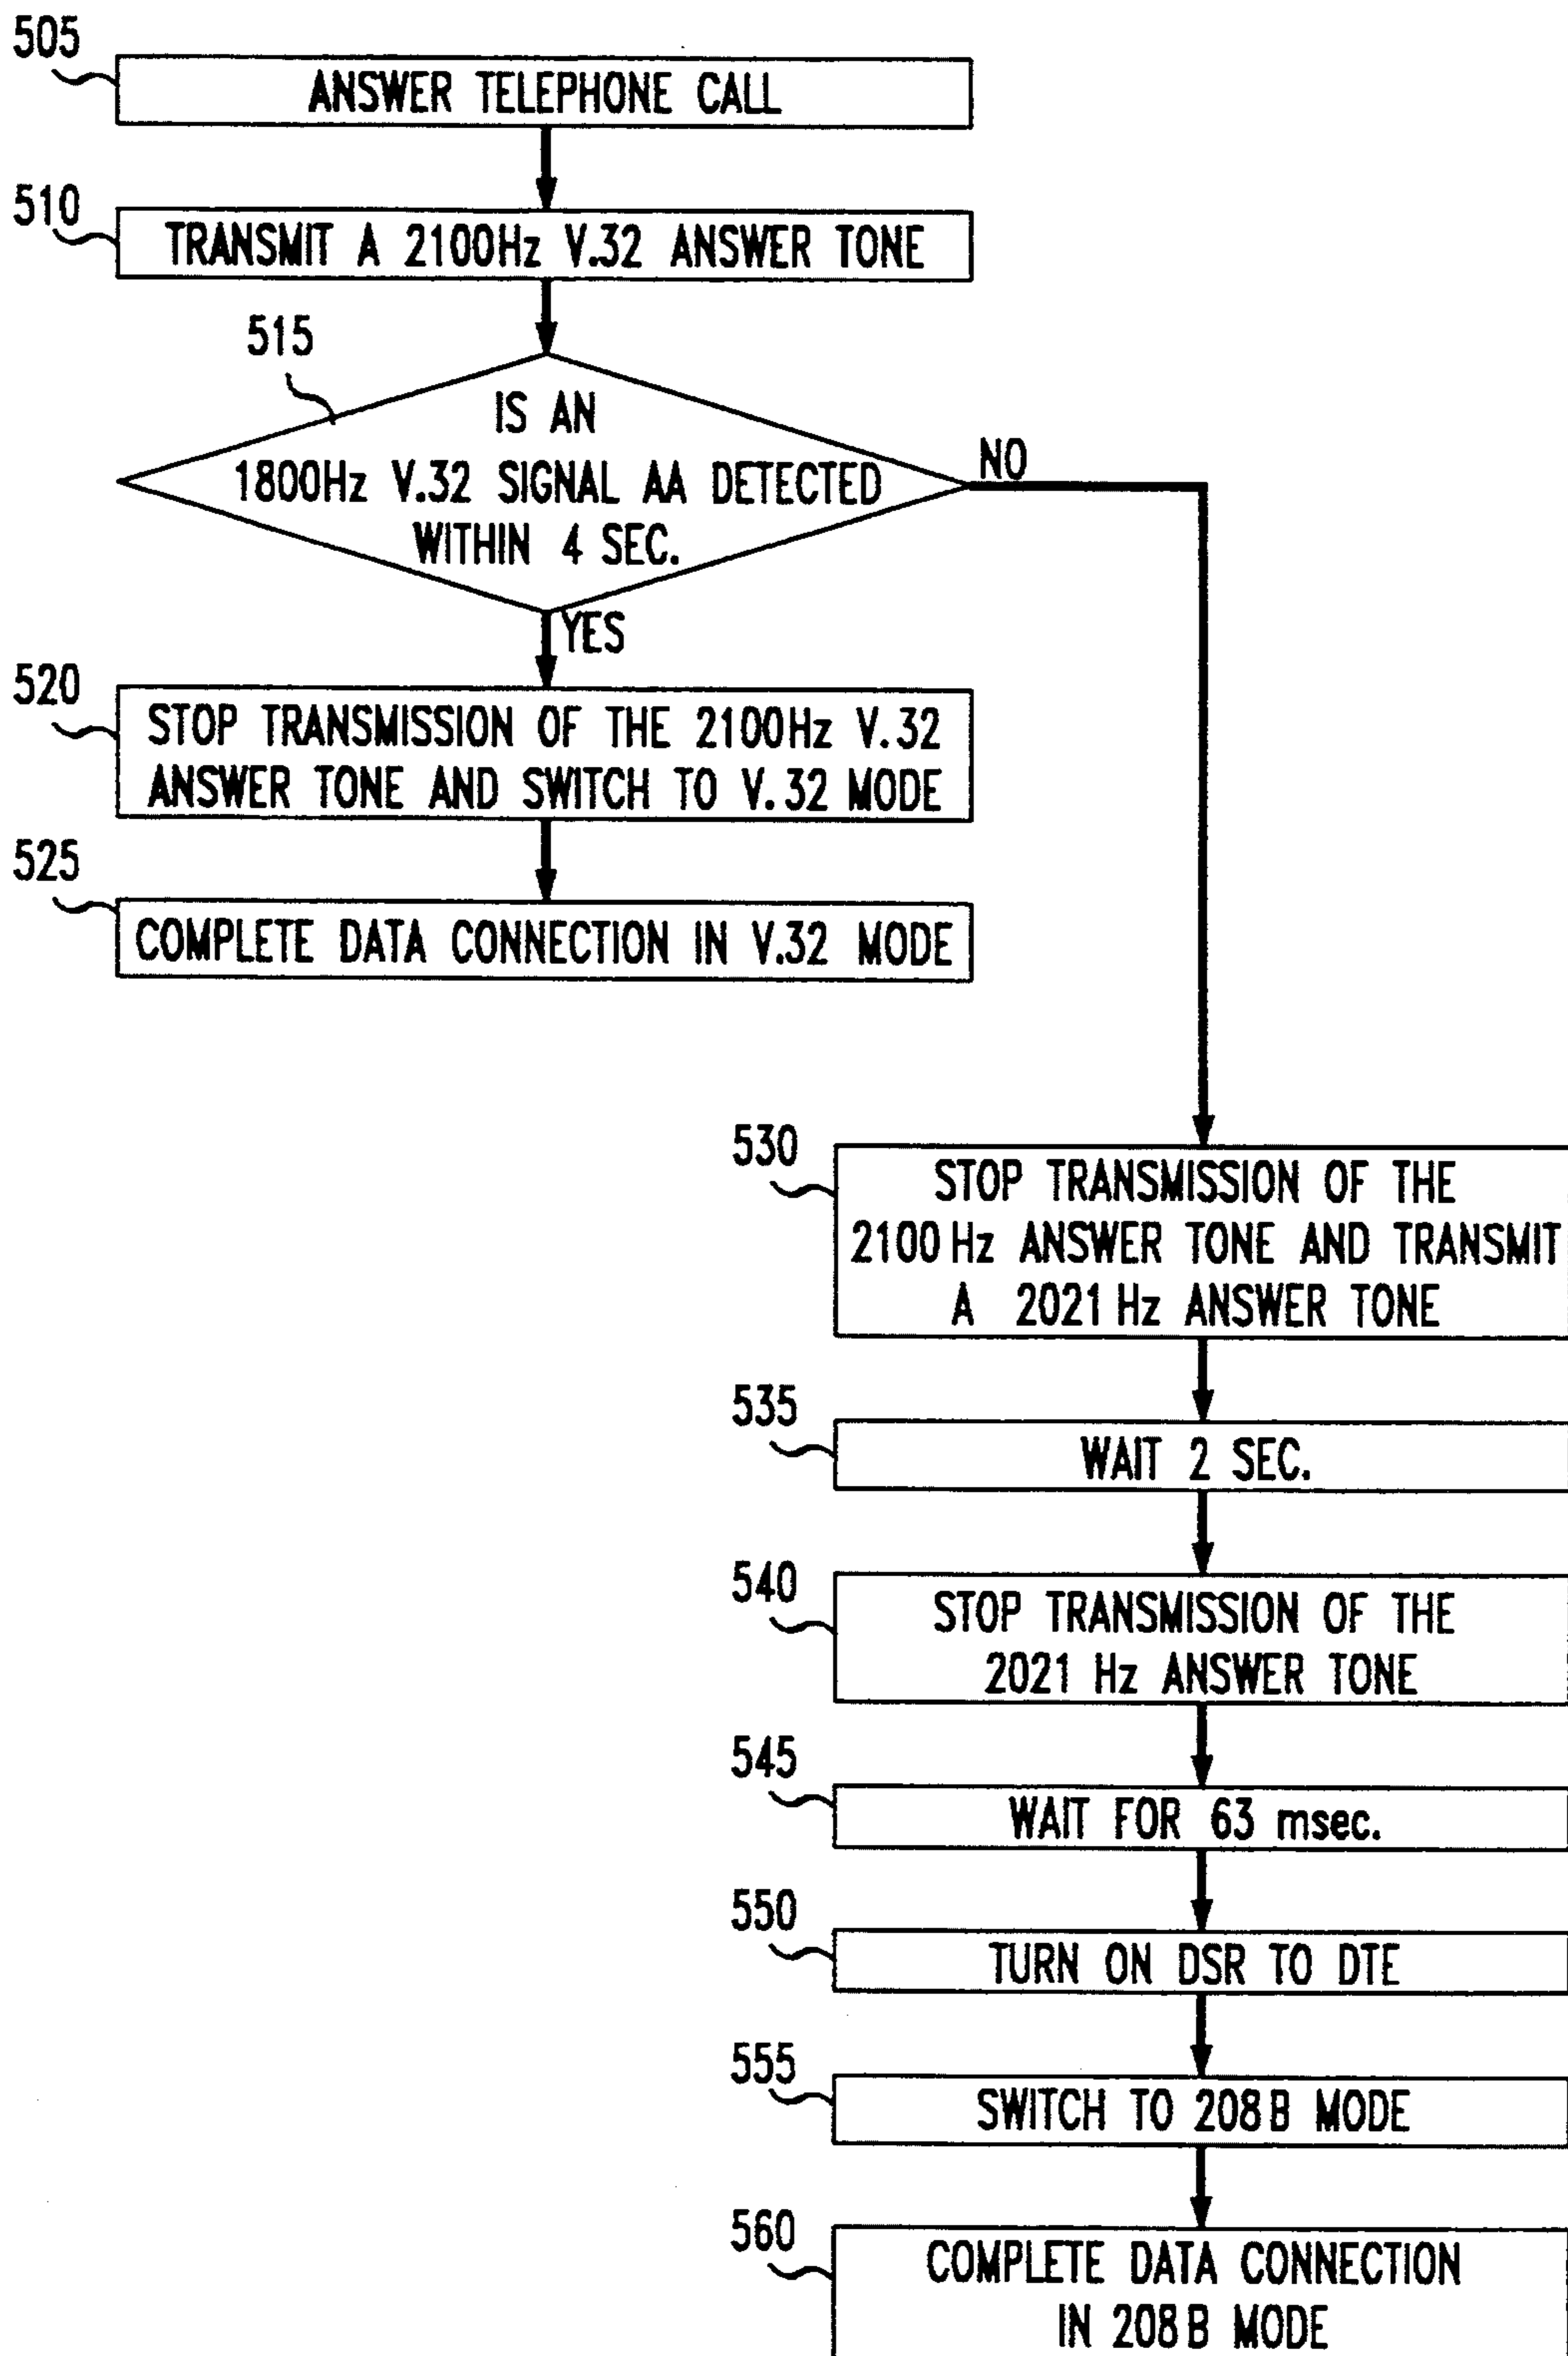 505
ANSWER TELEPHONE CALL
510
TRANSMIT A 2100Hz V.32 ANSWER TONE
515
IS AN
1800Hz V.32 SIGNAL AA DETECTED
WITHIN 4 SEC.
NO
YES
520
STOP TRANSMISSION OF THE 2100Hz V.32
ANSWER TONE AND SWITCH TO V.32 MODE
525
COMPLETE DATA CONNECTION IN V.32 MODE
530
STOP TRANSMISSION OF THE
2100 Hz ANSWER TONE AND TRANSMIT
A 2021 Hz ANSWER TONE
535
WAIT 2 SEC.
540
STOP TRANSMISSION OF THE
2021 Hz ANSWER TONE
545
WAIT FOR 63 msec.
550
TURN ON DSR TO DTE
555
SWITCH TO 208B MODE
560
COMPLETE DATA CONNECTION
IN 208B MODE